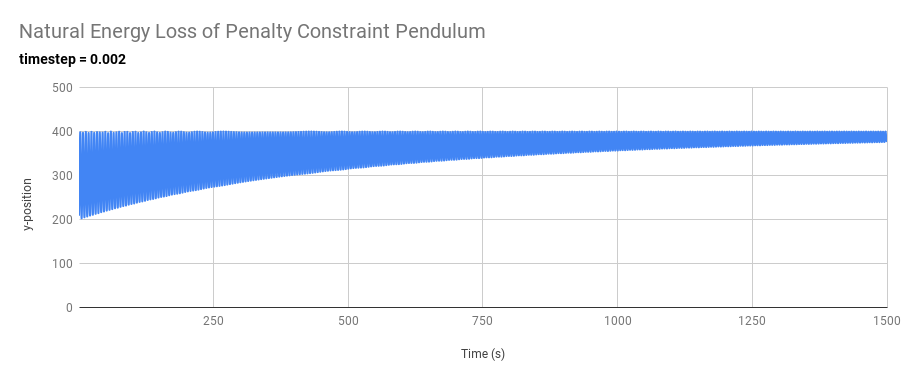 Natural Energy Loss of Penalty Constraint Pendulum
timestep = 0.002
500
400
300
200
100
0
y-position
250 500 750 1000 1250 1500
Time (s)